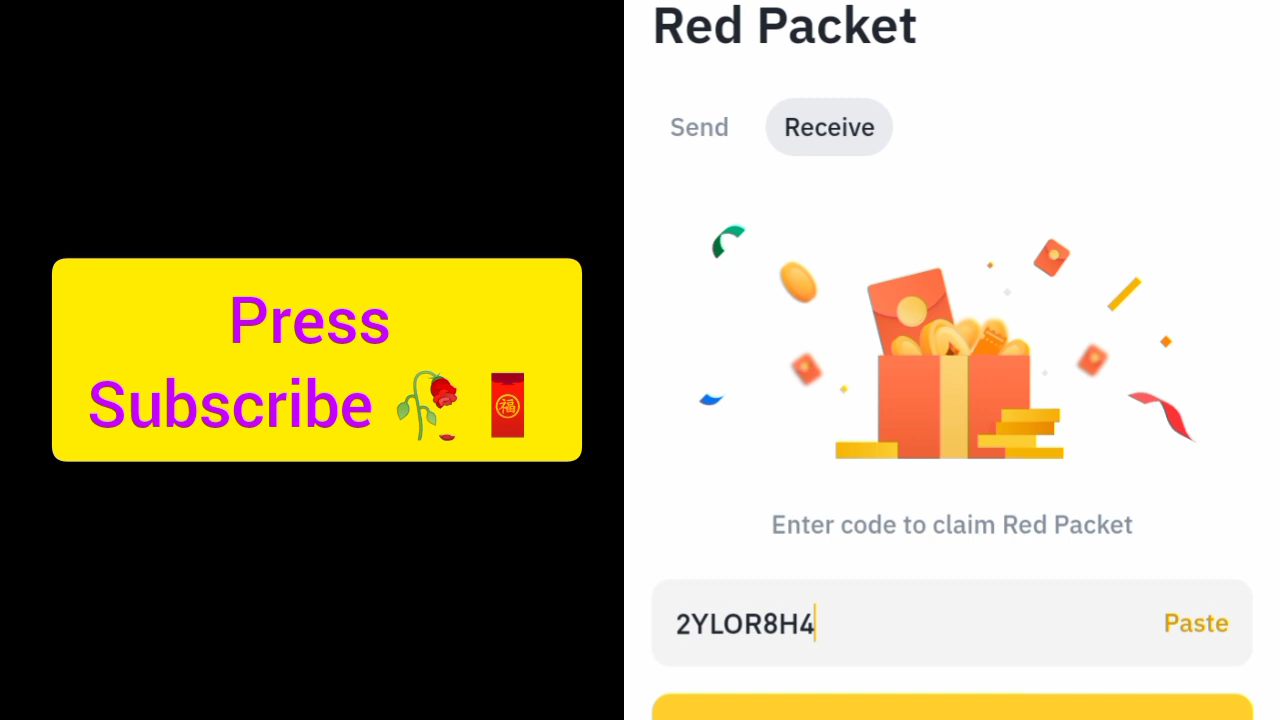 Press
Subscribe 🥀 🧧
Red Packet
Send Receive
Enter code to claim Red Packet
2YLOR8H4 Paste